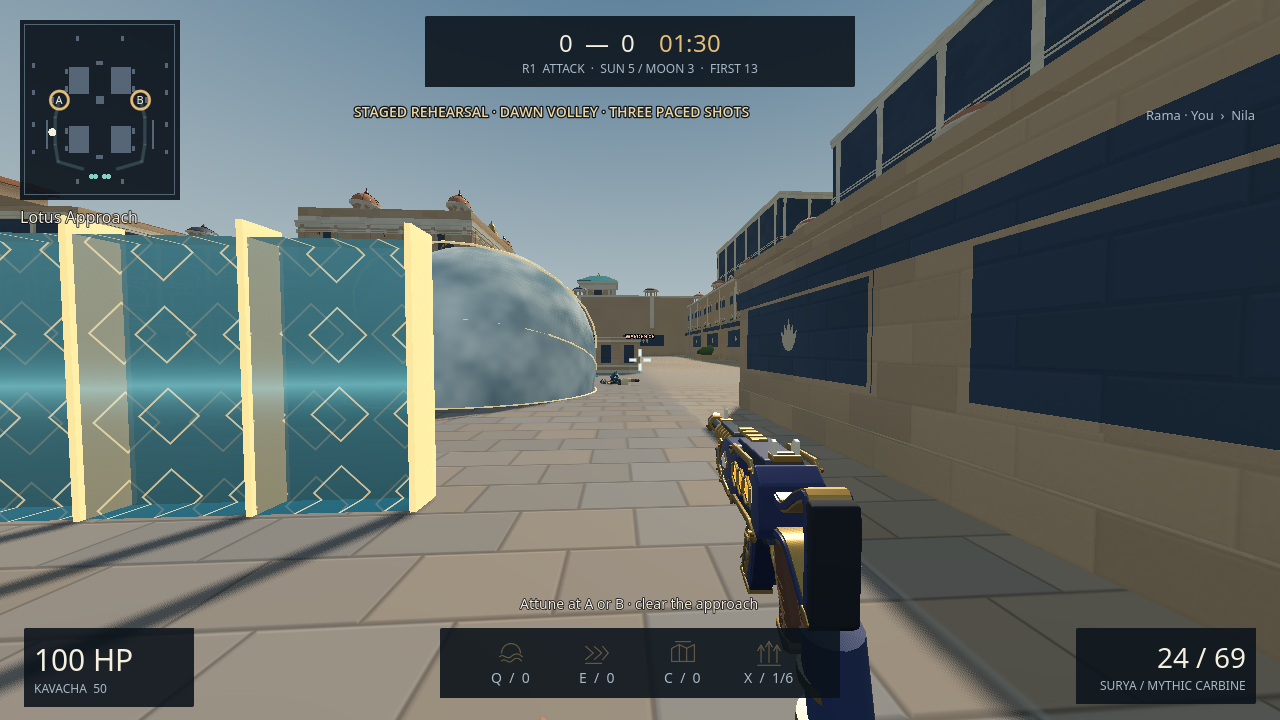 0 — 0 01:30
R1 ATTACK · SUN 5 / MOON 3 · FIRST 13
STAGED REHEARSAL · DAWN VOLLEY · THREE PACED SHOTS
Rama · You › Nila
A
B
Lotus Approach
Attune at A or B · clear the approach
100 HP
KAVACHA 50
Q / 0
E / 0
C / 0
X / 1/6
24 / 69
SURYA / MYTHIC CARBINE